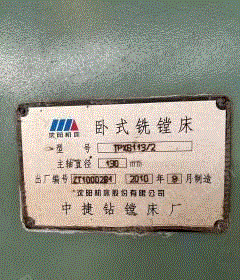 沈阳机床
卧式铣镗床
型 号 TPX6113/2
主轴直径 130 mm
出厂编号 ZT1000281 2010 年 9 月制造
沈阳机床股份有限公司
中捷钻镗床厂